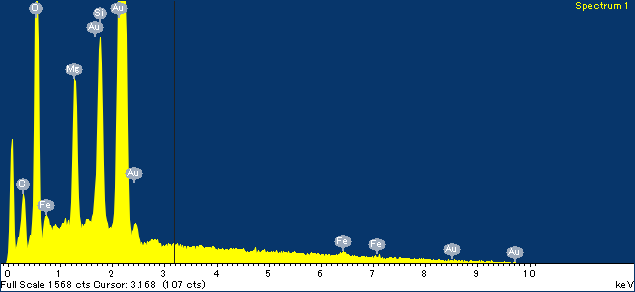 Spectrum 1
O
Si
Au
Au
Mg
Au
C
Fe
Fe
Fe
Au
Au
0 1 2 3 4 5 6 7 8 9 10
Full Scale 1568 cts Cursor: 3.168 (107 cts) keV